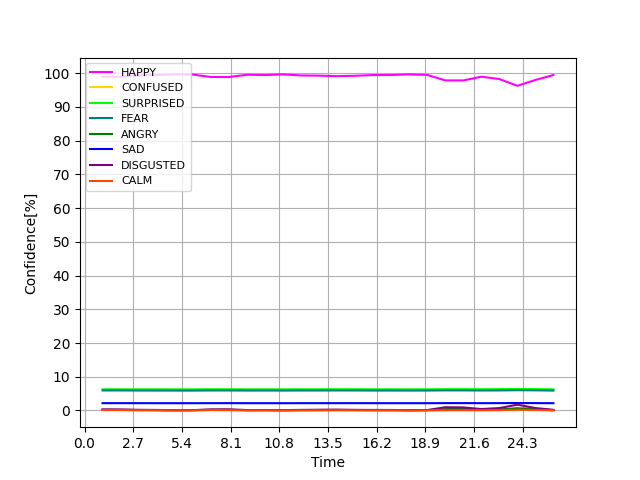 100
90
80
70
60
50
40
30
20
10
0
Confidence[%]
HAPPY
CONFUSED
SURPRISED
FEAR
ANGRY
SAD
DISGUSTED
CALM
0.0 2.7 5.4 8.1 10.8 13.5 16.2 18.9 21.6 24.3
Time